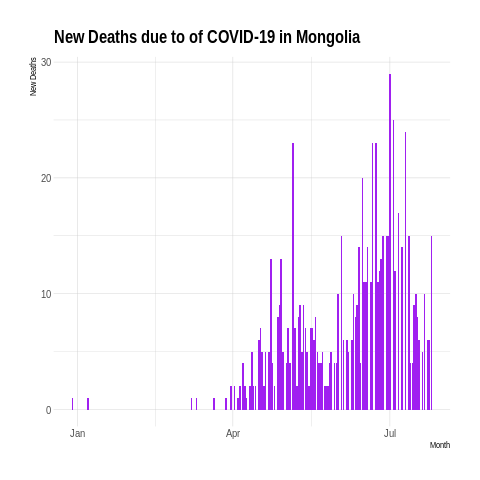 New Deaths due to of COVID-19 in Mongolia
New Deaths
30
20
10
0
Jan Apr Jul
Month